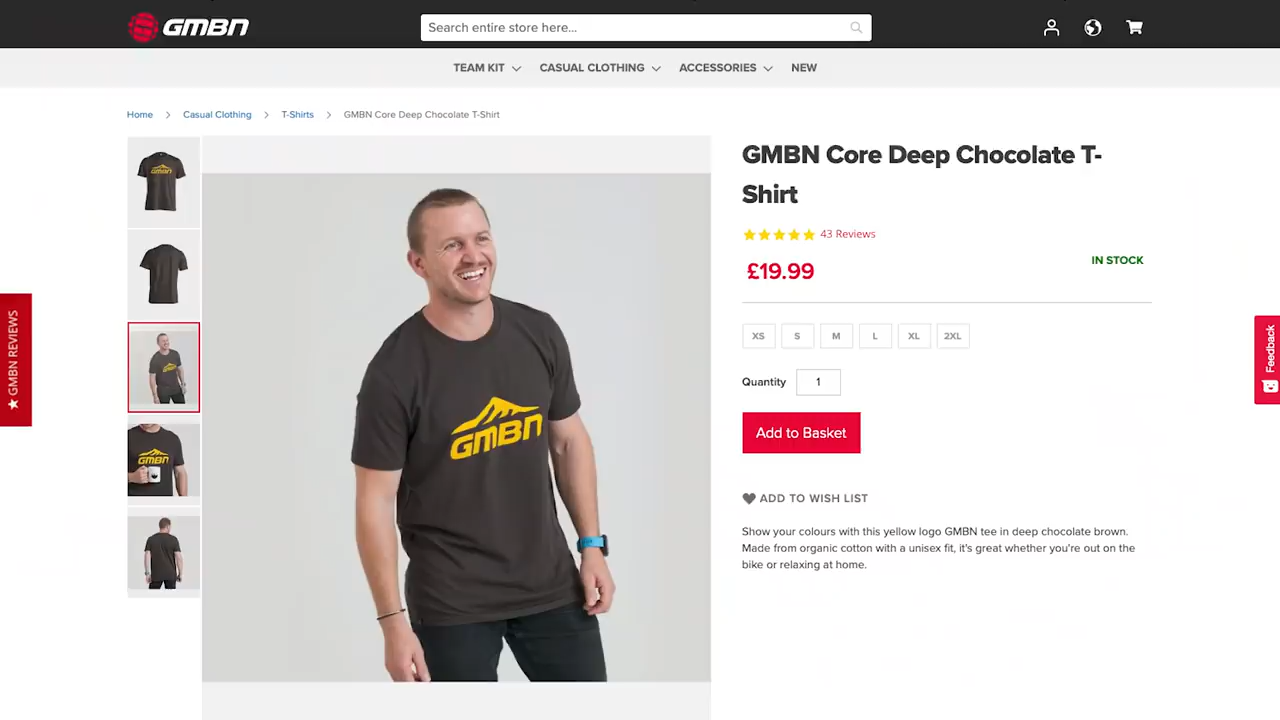 GMBN
Search entire store here...
TEAM KIT
CASUAL CLOTHING
ACCESSORIES
NEW
Home
Casual Clothing
T-Shirts
GMBN Core Deep Chocolate T-Shirt
GMBN
GMBN
GMBN
GMBN
★ GMBN REVIEWS
GMBN Core Deep Chocolate T-
Shirt
43 Reviews
IN STOCK
£19.99
XS
S
M
L
XL
2XL
Quantity
1
Add to Basket
ADD TO WISH LIST
Show your colours with this yellow logo GMBN tee in deep chocolate brown.
Made from organic cotton with a unisex fit, it's great whether you're out on the
bike or relaxing at home.
Feedback